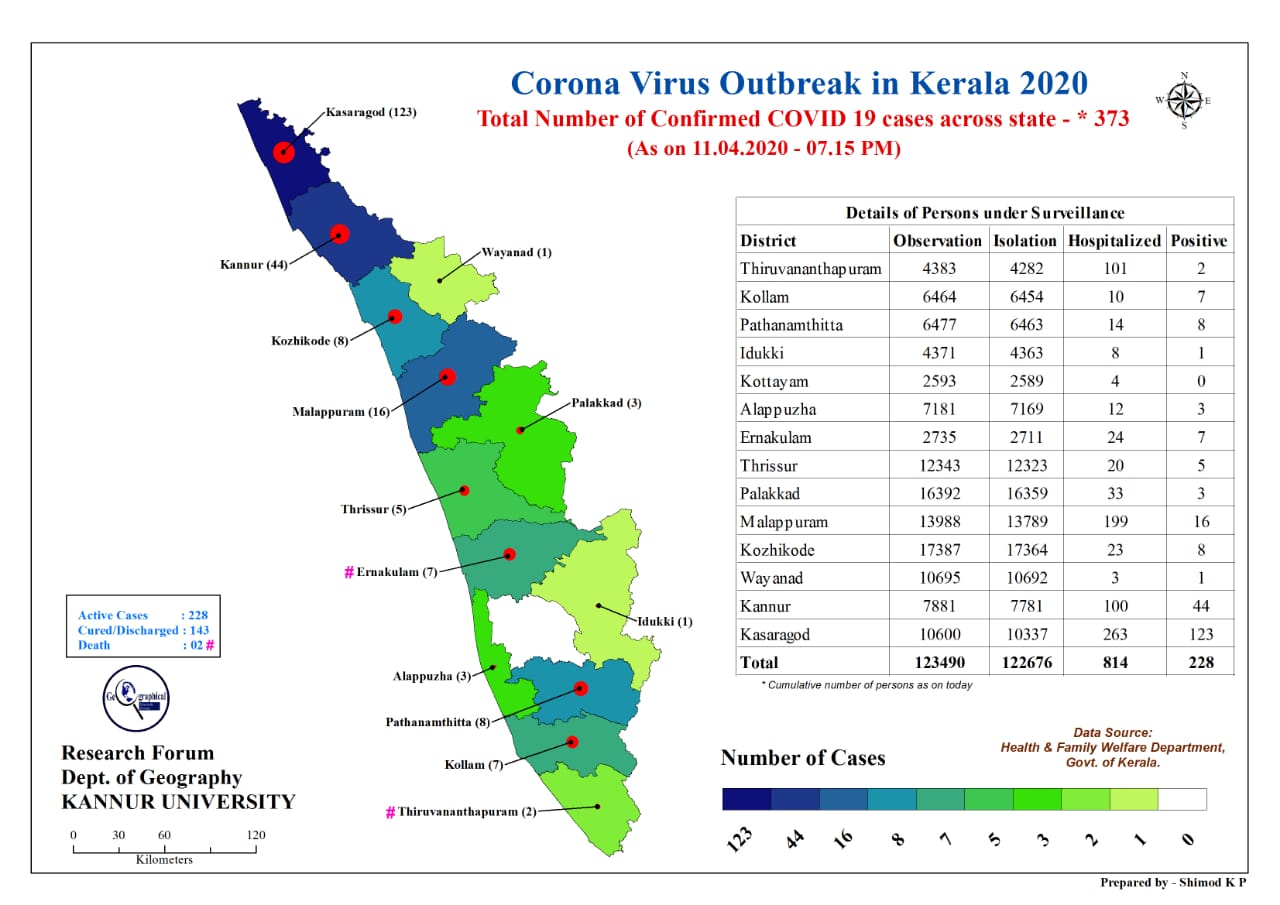 Corona Virus Outbreak in Kerala 2020
Total Number of Confirmed COVID 19 cases across state - * 373
(As on 11.04.2020 - 07.15 PM)
N
W E
S
Kasaragod (123)
Kannur (44)
Wayanad (1)
Kozhikode (8)
Malappuram (16)
Palakkad (3)
Thrissur (5)
# Ernakulam (7)
Idukki (1)
Alappuzha (3)
Pathanamthitta (8)
Kollam (7)
# Thiruvananthapuram (2)
Details of Persons under Surveillance
District Observation Isolation Hospitalized Positive
Thiruvananthapuram 4383 4282 101 2
Kollam 6464 6454 10 7
Pathanamthitta 6477 6463 14 8
Idukki 4371 4363 8 1
Kottayam 2593 2589 4 0
Alappuzha 7181 7169 12 3
Ernakulam 2735 2711 24 7
Thrissur 12343 12323 20 5
Palakkad 16392 16359 33 3
Malappuram 13988 13789 199 16
Kozhikode 17387 17364 23 8
Wayanad 10695 10692 3 1
Kannur 7881 7781 100 44
Kasaragod 10600 10337 263 123
Total 123490 122676 814 228
* Cumulative number of persons as on today
Active Cases : 228
Cured/Discharged : 143
Death : 02 #
Ge graphical
Research Forum
Dept. of Geography
KANNUR UNIVERSITY
0 30 60 120
Kilometers
Data Source:
Health & Family Welfare Department,
Govt. of Kerala.
Number of Cases
123 44 16 8 7 5 3 2 1 0
Prepared by - Shimod K P